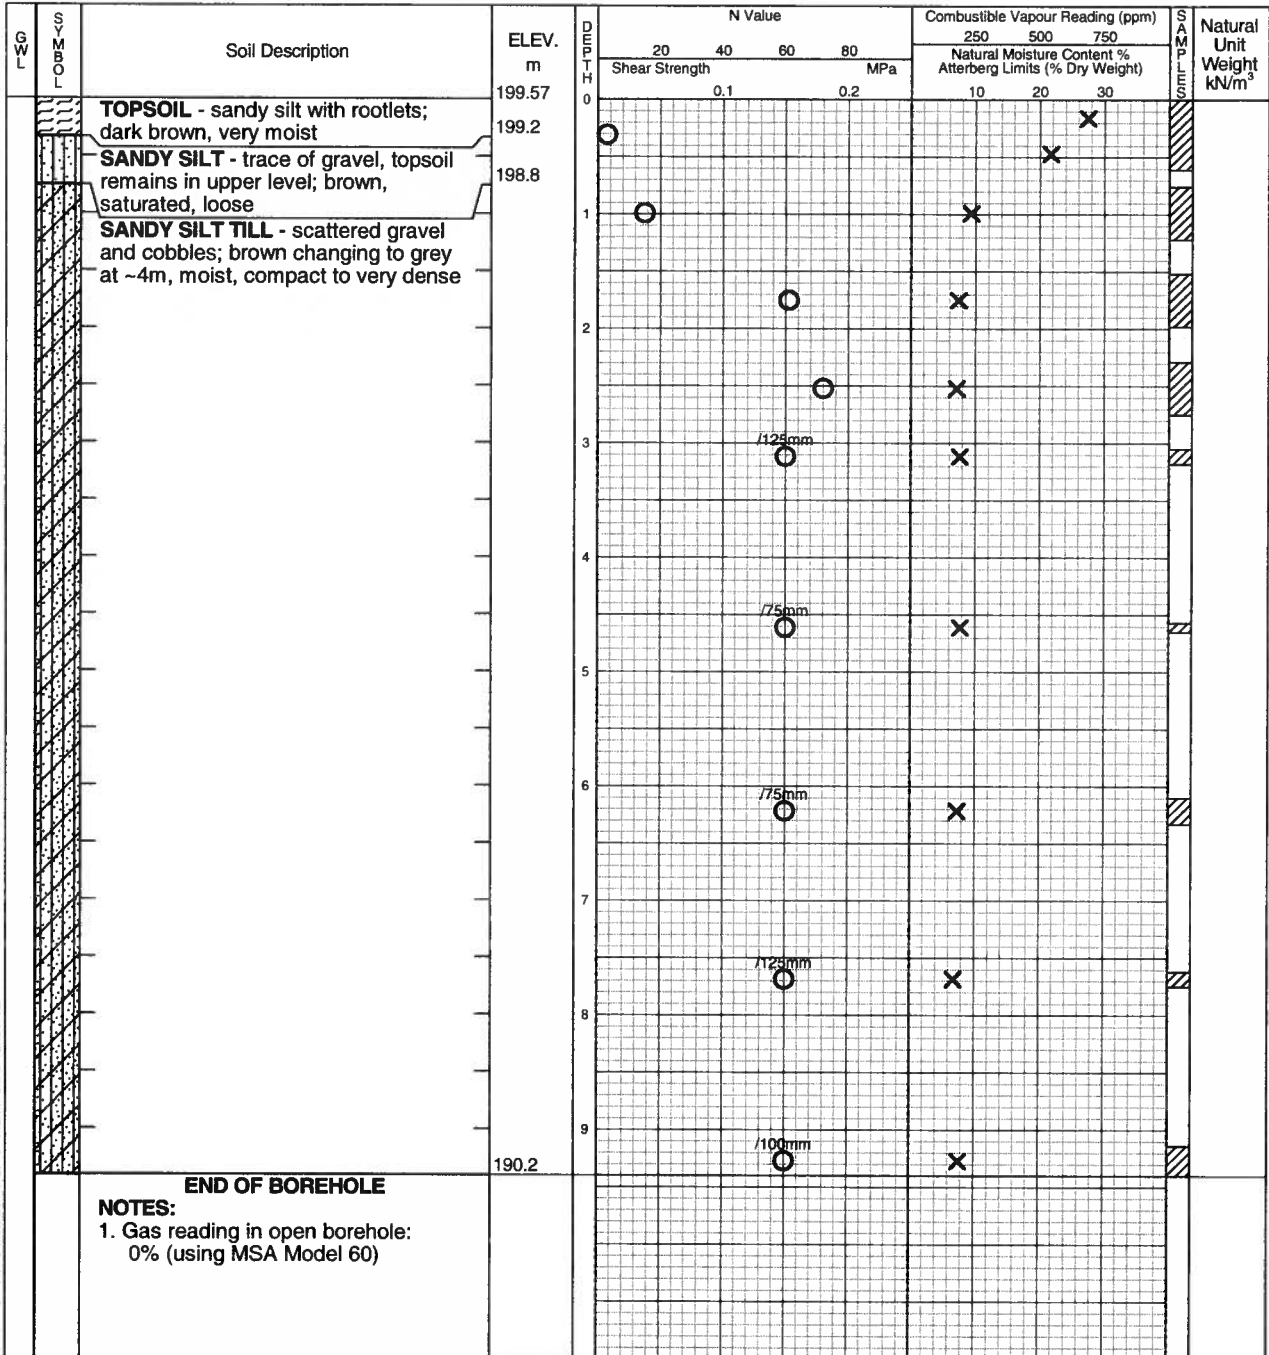 GWL
SYMBOL
Soil Description
ELEV.
m
DEPTH
N Value
20 40 60 80
Shear Strength MPa
0.1 0.2
Combustible Vapour Reading (ppm)
250 500 750
Natural Moisture Content %
Atterberg Limits (% Dry Weight)
10 20 30
SAMPLES
Natural
Unit
Weight
kN/m³
199.57
0
TOPSOIL - sandy silt with rootlets;
dark brown, very moist
199.2
SANDY SILT - trace of gravel, topsoil
remains in upper level; brown,
saturated, loose
198.8
SANDY SILT TILL - scattered gravel
and cobbles; brown changing to grey
at ~4m, moist, compact to very dense
1
2
3
/125mm
4
/75mm
5
6
/75mm
7
/125mm
8
9
/100mm
190.2
END OF BOREHOLE
NOTES:
1. Gas reading in open borehole:
0% (using MSA Model 60)